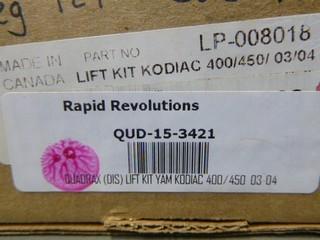 MADE IN
CANADA
PART NO
LP-008018
LIFT KIT KODIAC 400/450/ 03/04
Rapid Revolutions
QUD-15-3421
QUADRAX (DIS) LIFT KIT YAM KODIAC 400/450 03-04